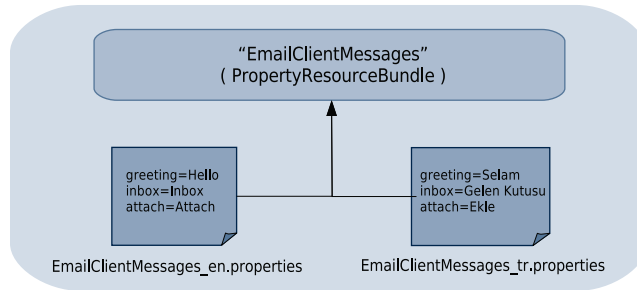 “EmailClientMessages”
( PropertyResourceBundle )
greeting=Hello
inbox=Inbox
attach=Attach
EmailClientMessages_en.properties
greeting=Selam
inbox=Gelen Kutusu
attach=Ekle
EmailClientMessages_tr.properties